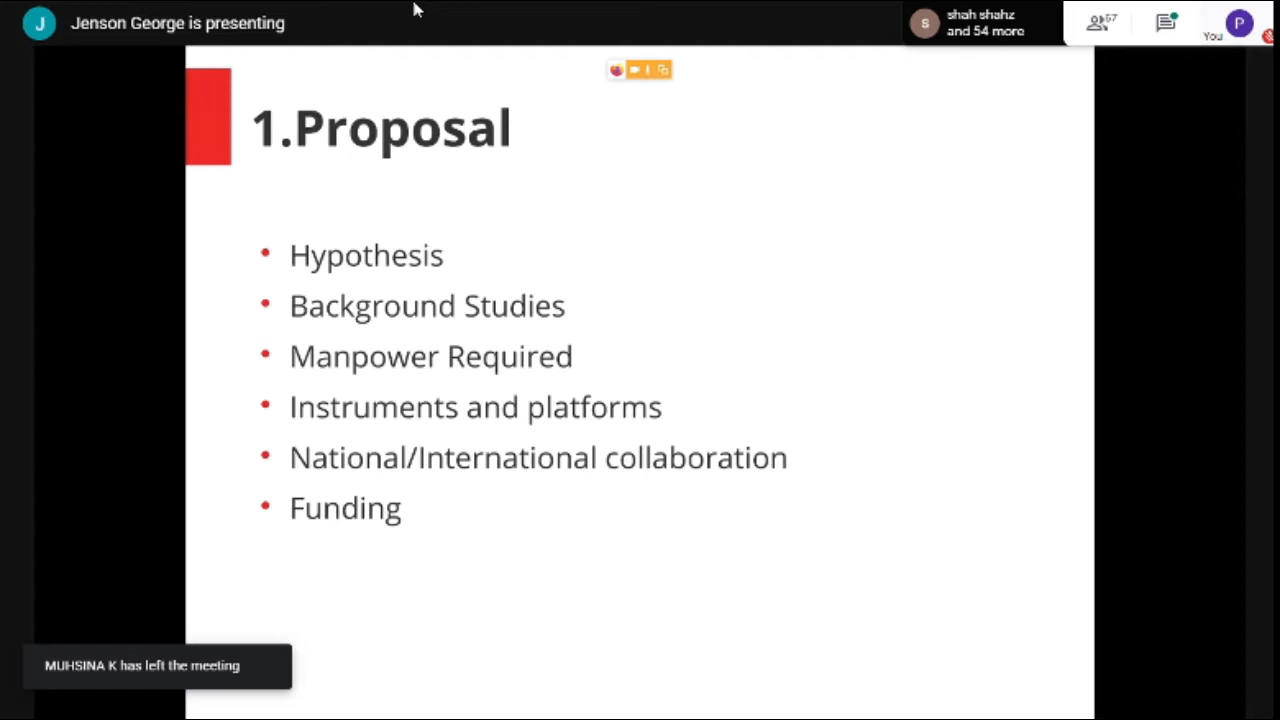 J
Jenson George is presenting
s
shah shahz
and 54 more
57
You
P
1.Proposal
• Hypothesis
• Background Studies
• Manpower Required
• Instruments and platforms
• National/International collaboration
• Funding
MUHSINA K has left the meeting